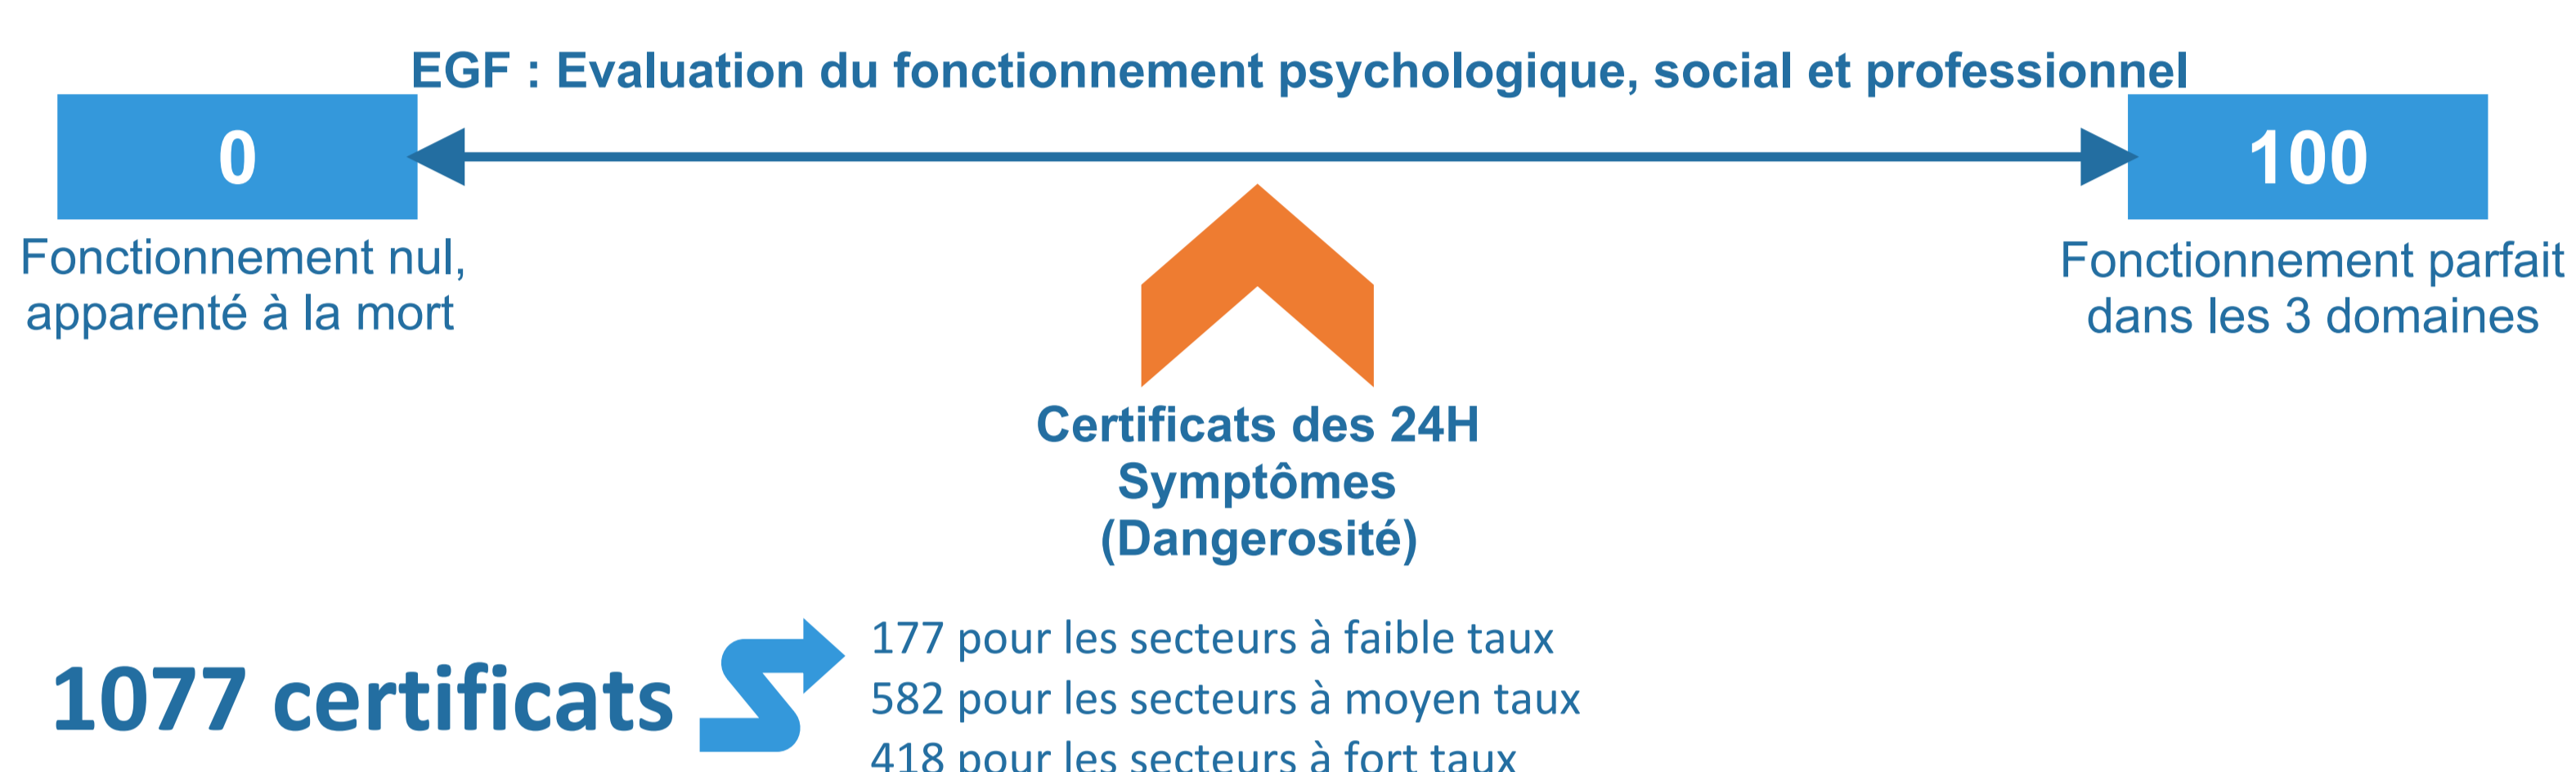 EGF : Evaluation du fonctionnement psychologique, social et professionnel
0
100
Fonctionnement nul,
apparenté à la mort
Fonctionnement parfait
dans les 3 domaines
Certificats des 24H
Symptômes
(Dangerosité)
1077 certificats
177 pour les secteurs à faible taux
582 pour les secteurs à moyen taux
418 pour les secteurs à fort taux